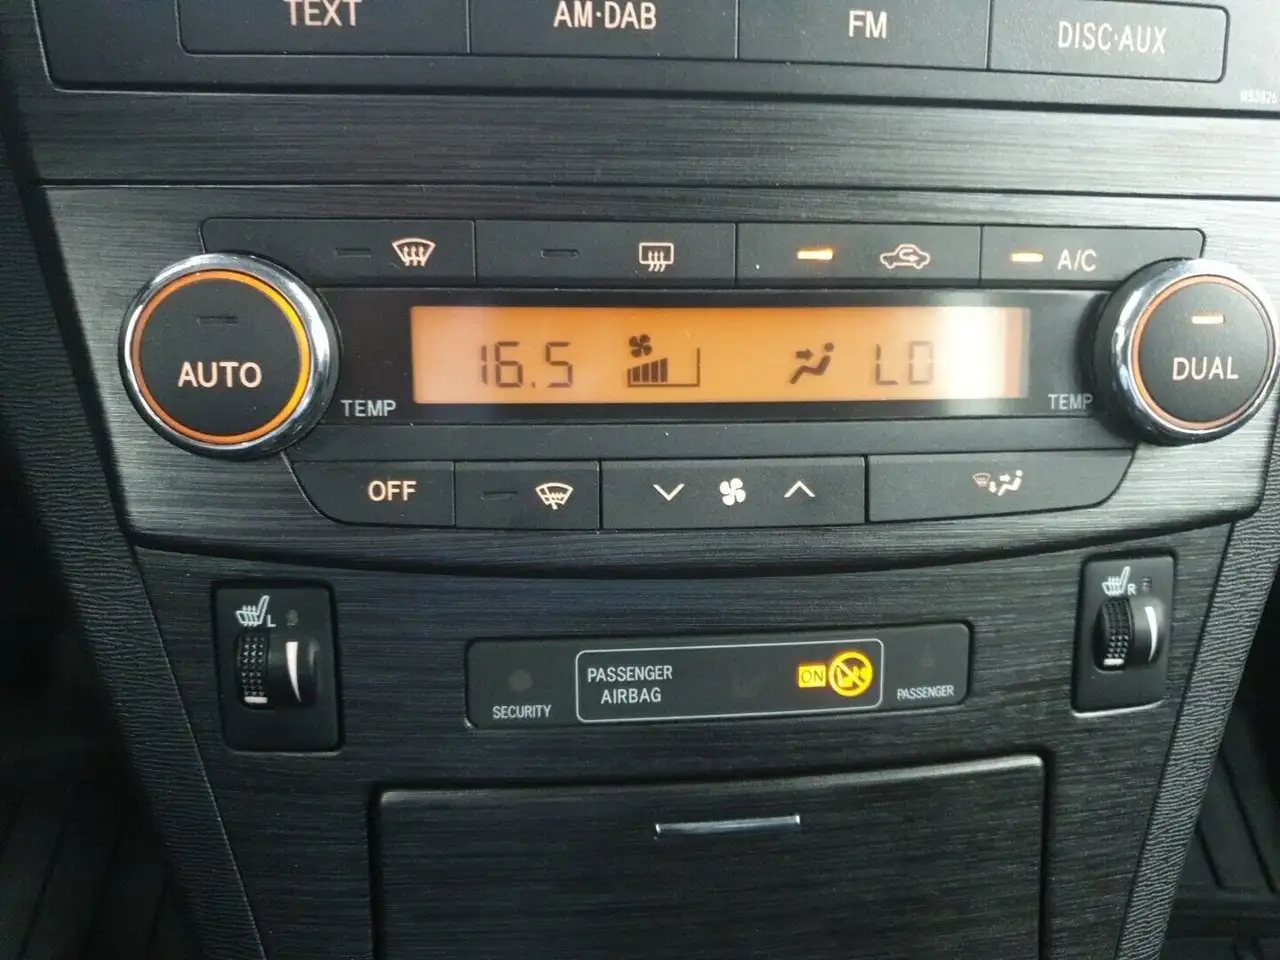 TEXT
AM·DAB
FM
DISC·AUX
A/C
AUTO
TEMP
16.5
LO
TEMP
DUAL
OFF
L
R
PASSENGER
AIRBAG
ON
SECURITY
PASSENGER